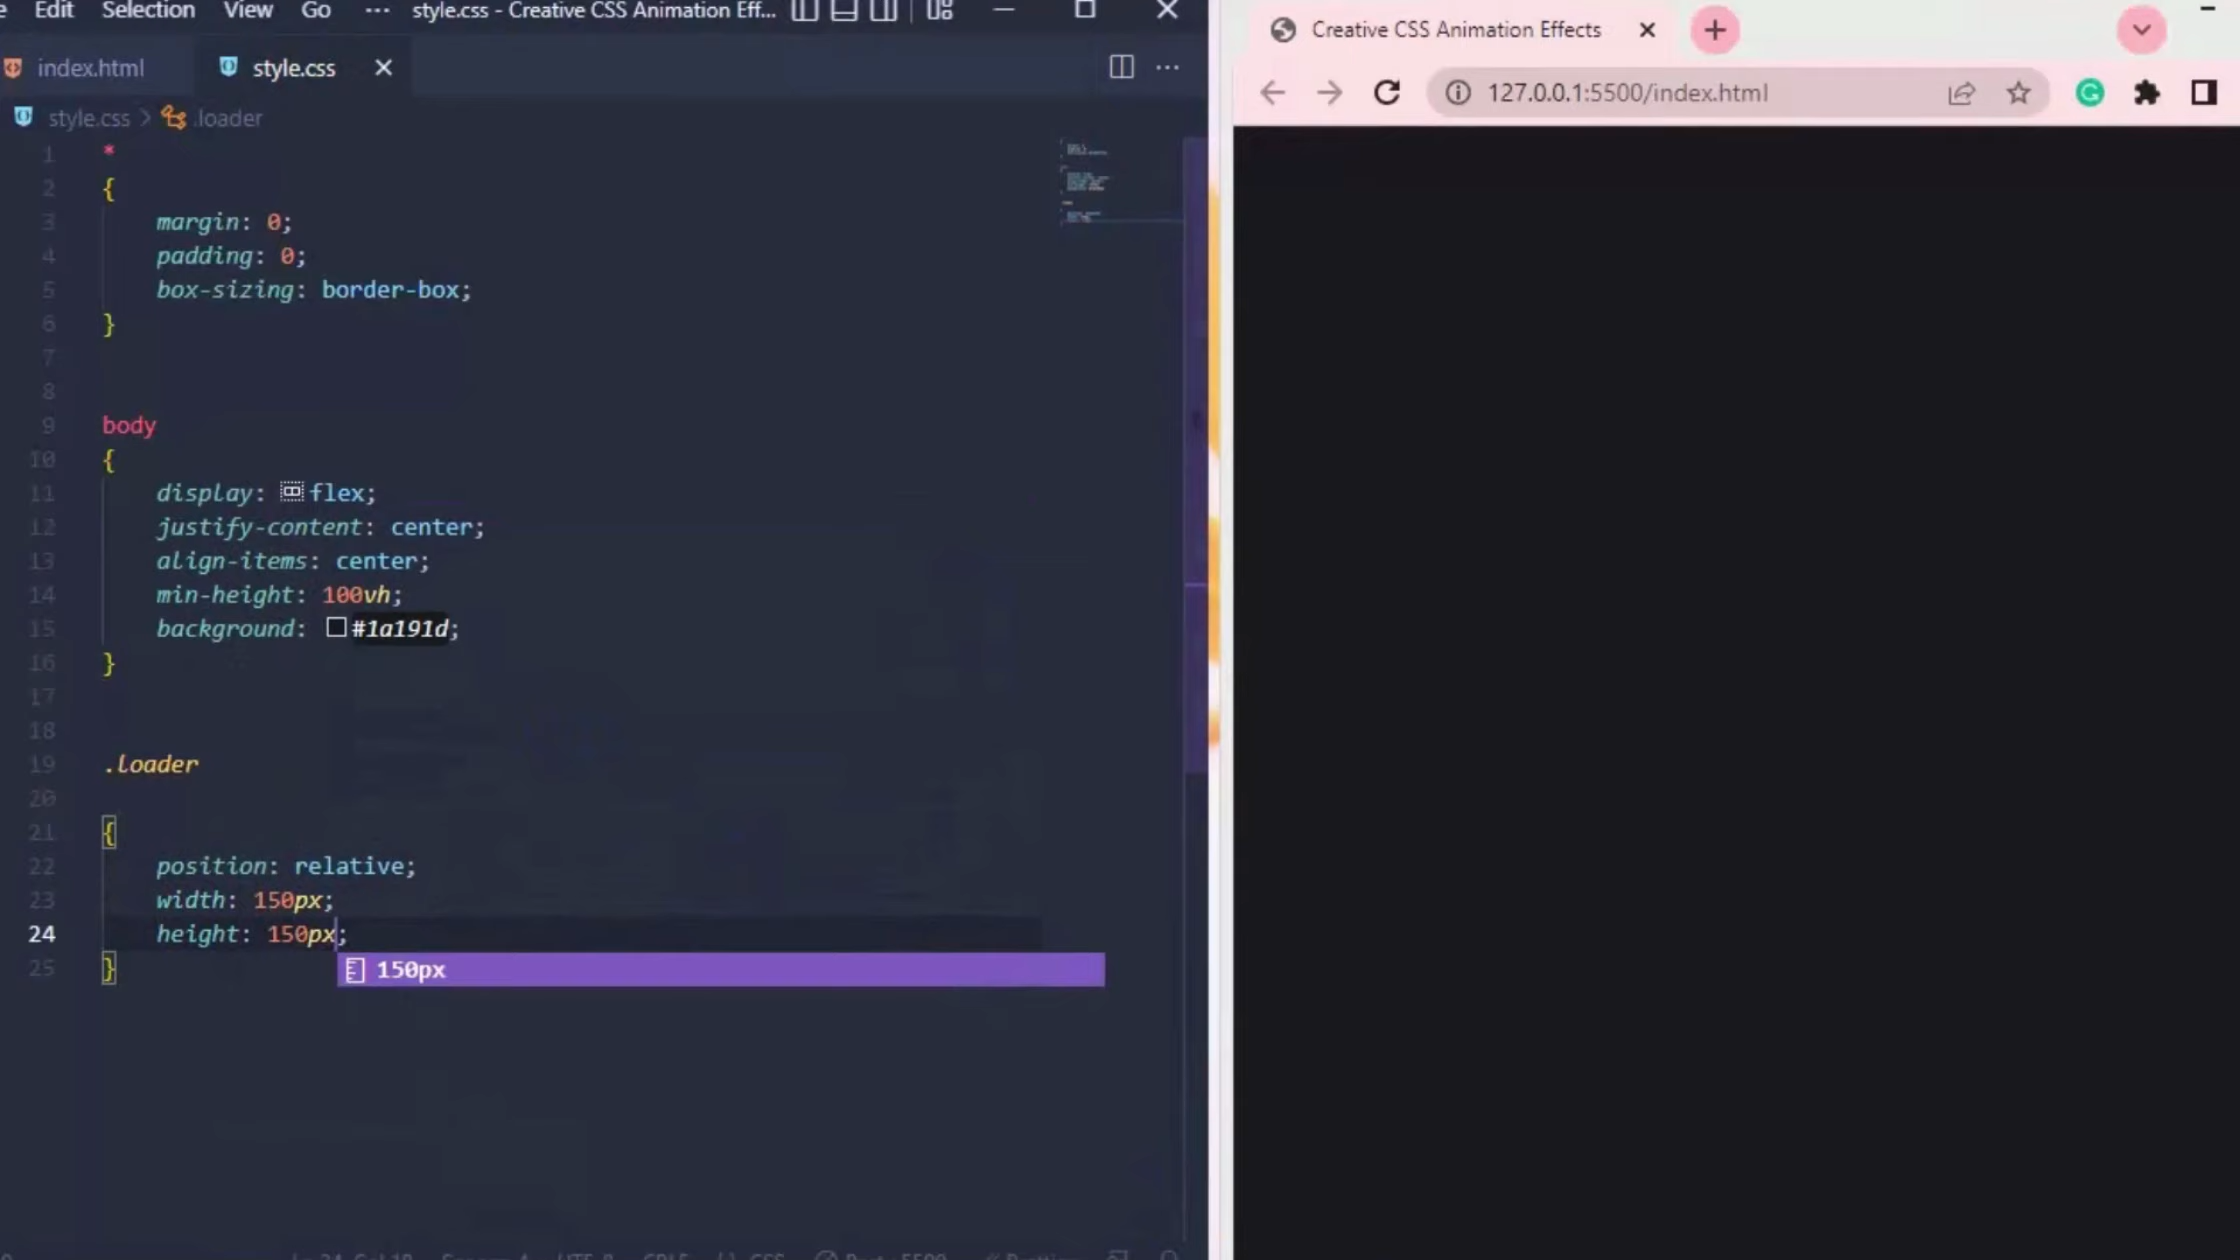 Edit Selection View Go ··· style.css - Creative CSS Animation Eff...
index.html style.css
style.css > .loader
1 *
2 {
3 margin: 0;
4 padding: 0;
5 box-sizing: border-box;
6 }
7
8
9 body
10 {
11 display: flex;
12 justify-content: center;
13 align-items: center;
14 min-height: 100vh;
15 background: #1a191d;
16 }
17
18
19 .loader
20
21 {
22 position: relative;
23 width: 150px;
24 height: 150px;
25 }
150px
Creative CSS Animation Effects
127.0.0.1:5500/index.html